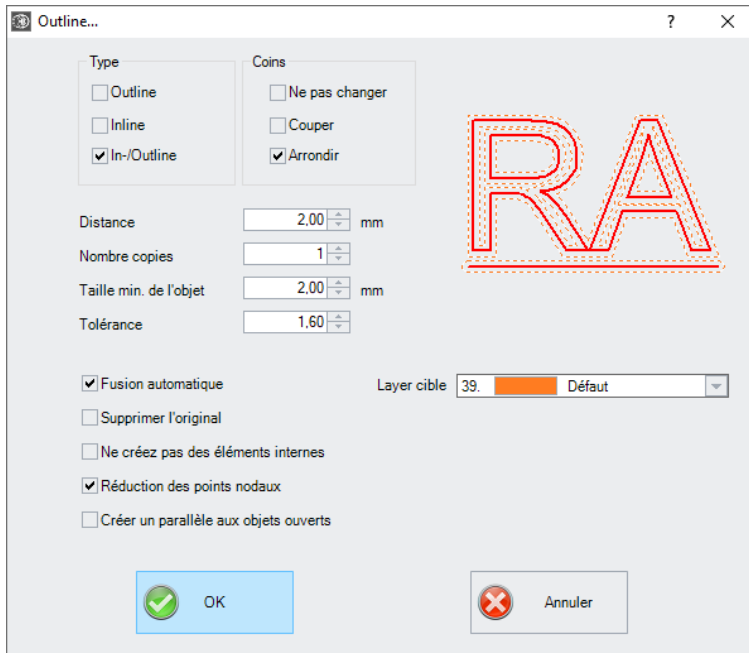 Outline...
?
Type
Outline
Inline
In-/Outline
Coins
Ne pas changer
Couper
Arrondir
RA
Distance 2,00 mm
Nombre copies 1
Taille min. de l'objet 2,00 mm
Tolérance 1,60
Fusion automatique
Layer cible 39. Défaut
Supprimer l'original
Ne créez pas des éléments internes
Réduction des points nodaux
Créer un parallèle aux objets ouverts
OK
Annuler